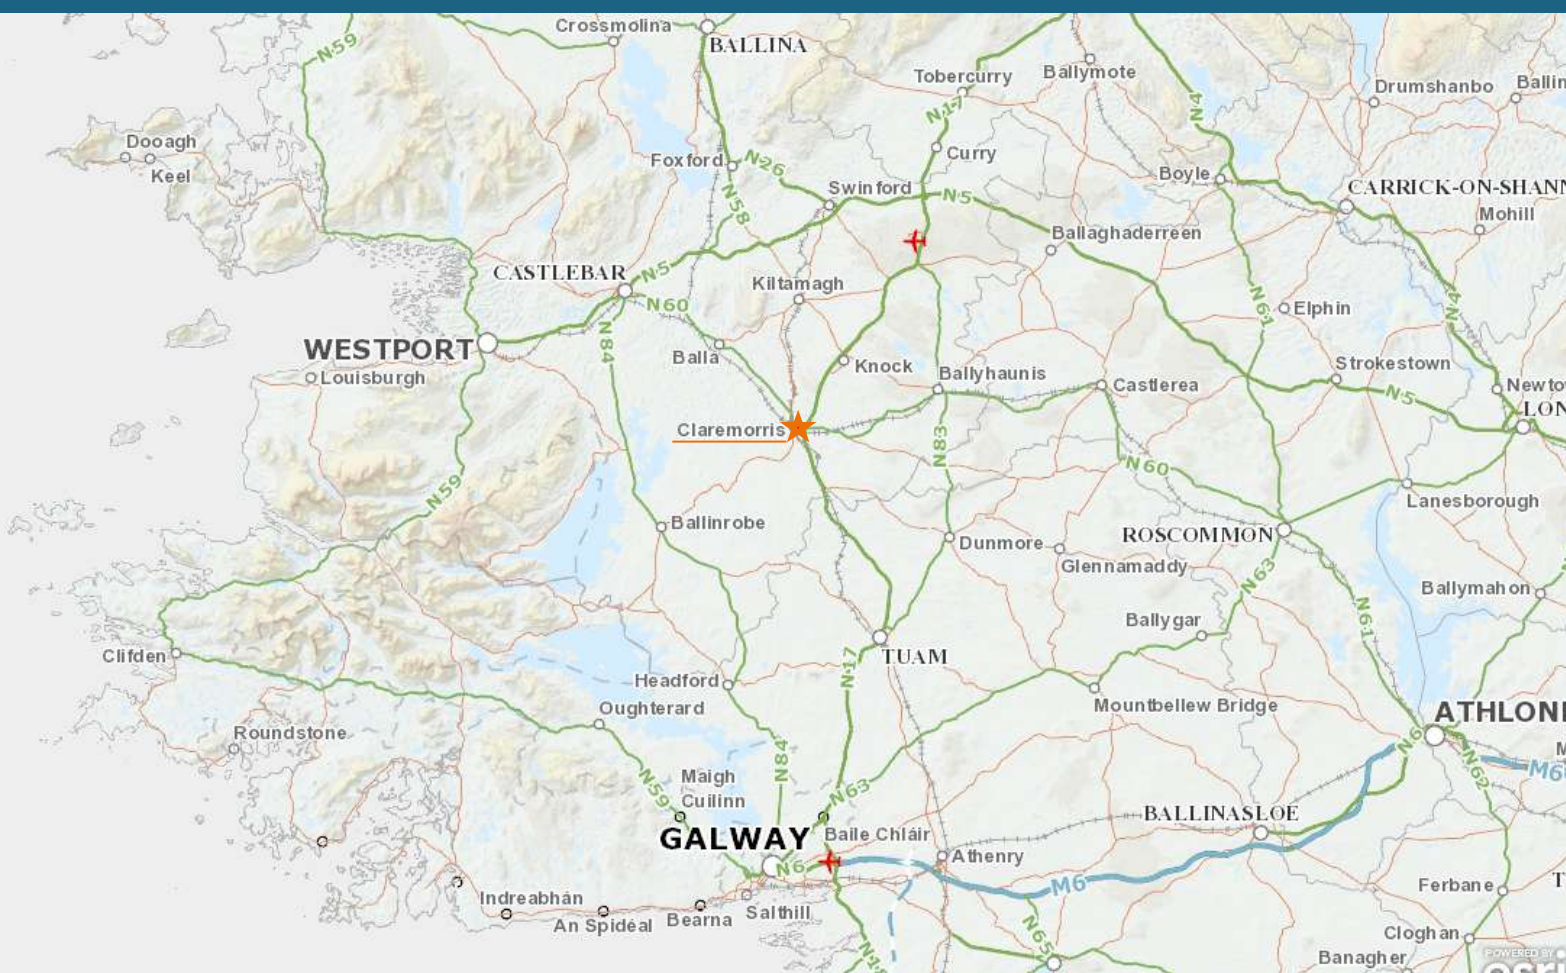 Crossmolina
BALLINA
N59
Tobercurry
Ballymote
Drumshanbo
Ballin
N17
N4
Dooagh
Keel
Foxford
N26
Curry
Boyle
Swinford
N5
CARRICK-ON-SHANN
Mohill
N58
Ballaghaderreen
CASTLEBAR
N5
Kiltamagh
N60
N61
Elphin
N4
WESTPORT
N84
Balla
Knock
Ballyhaunis
Strokestown
Louisburgh
Castlerea
N5
Newto
LON
Claremorris
N83
N60
N59
Lanesborough
Ballinrobe
ROSCOMMON
Dunmore
Glennamaddy
N63
Ballymahon
Ballygar
N61
Clifden
TUAM
N17
Headford
Oughterard
Mountbellew Bridge
ATHLON
Roundstone
N6
N62
M
M6
N84
Maigh
Cuilinn
N59
N63
GALWAY
Baile Chláir
BALLINASLOE
N6
Athenry
M6
Ferbane
T
Indreabhán
An Spidéal
Bearna
Salthill
N65
Cloghan
Banagher
POWERED BY
esri